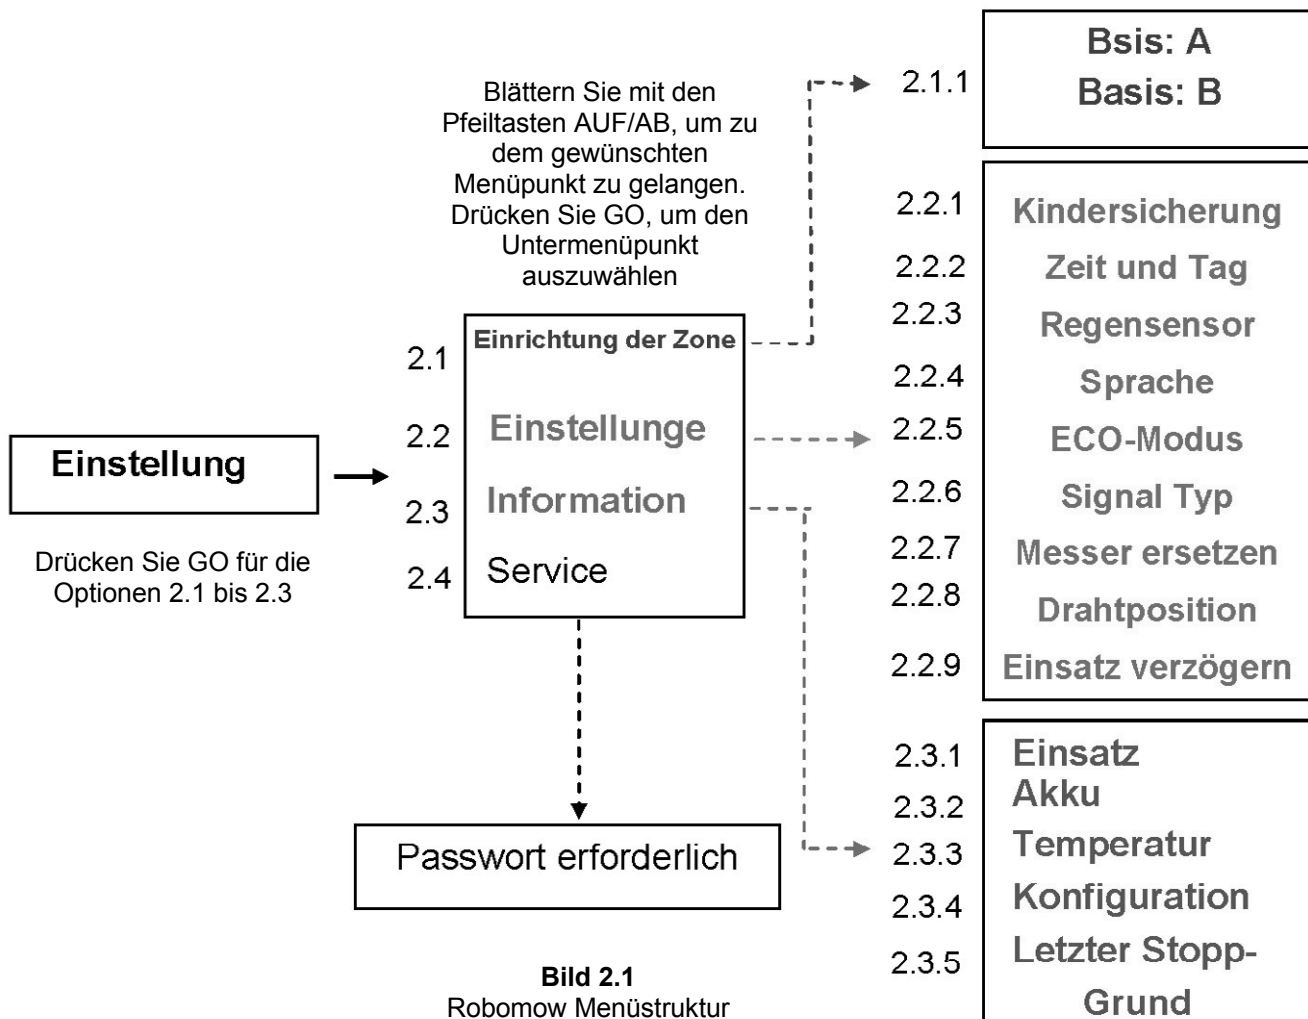 Bsis: A
2.1.1
Basis: B
Blättern Sie mit den
Pfeiltasten AUF/AB, um zu
dem gewünschten
Menüpunkt zu gelangen.
Drücken Sie GO, um den
Untermenüpunkt
auszuwählen
2.2.1 Kindersicherung
2.2.2 Zeit und Tag
2.2.3 Regensensor
2.2.4 Sprache
2.2.5 ECO-Modus
2.2.6 Signal Typ
2.2.7 Messer ersetzen
2.2.8 Drahtposition
2.2.9 Einsatz verzögern
2.1 Einrichtung der Zone
2.2 Einstellunge
2.3 Information
2.4 Service
Einstellung
Drücken Sie GO für die
Optionen 2.1 bis 2.3
Passwort erforderlich
2.3.1 Einsatz
2.3.2 Akku
2.3.3 Temperatur
2.3.4 Konfiguration
2.3.5 Letzter Stopp-
Grund
Bild 2.1
Robomow Menüstruktur